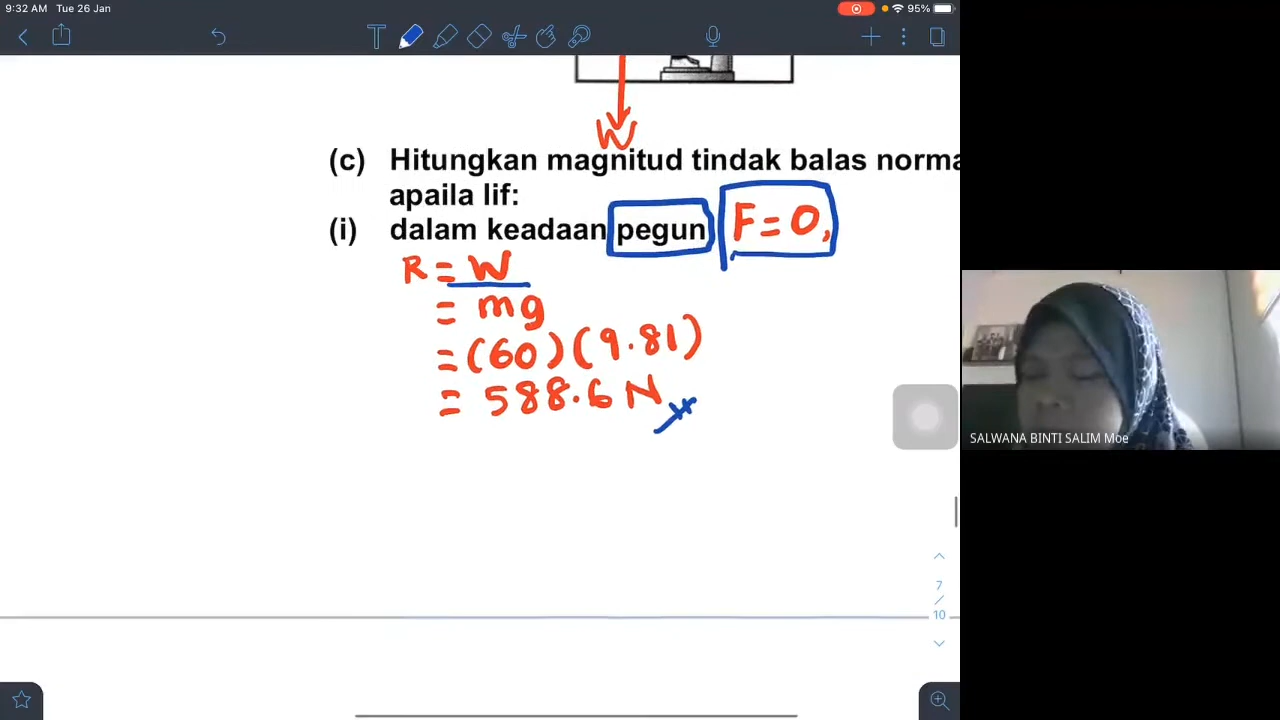 9:32 AM Tue 26 Jan
95%
W
(c) Hitungkan magnitud tindak balas norma
apaila lif:
(i) dalam keadaan pegun F = 0,
R = W
= mg
= (60)(9.81)
= 588.6 N
SALWANA BINTI SALIM Moe
7
/
10